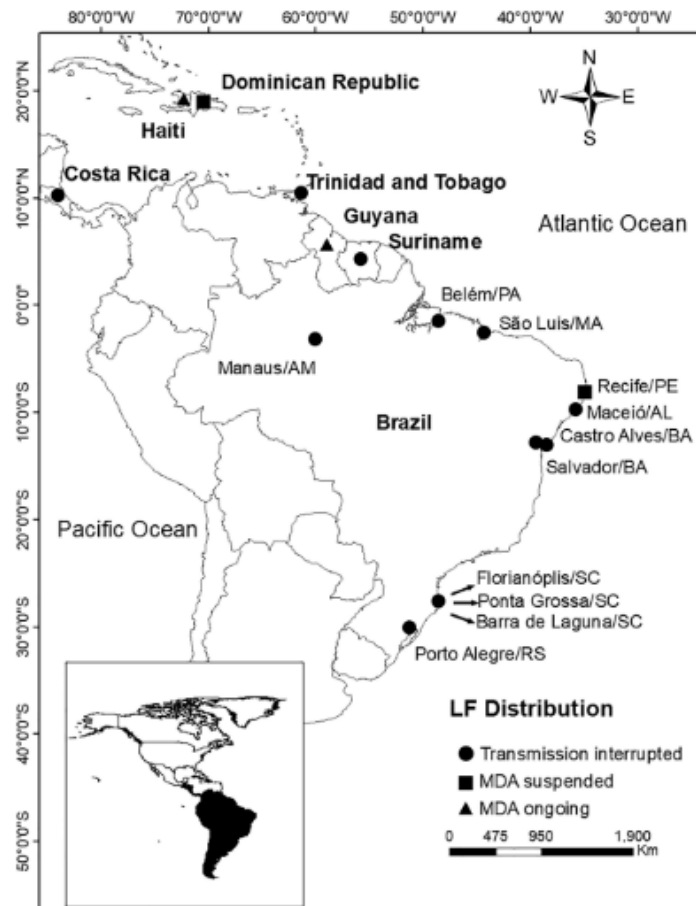 80°0'0"W 70°0'0"W 60°0'0"W 50°0'0"W 40°0'0"W 30°0'0"W
N
W E
S
20°0'0"N
10°0'0"N
0°0'0"
10°0'0"S
20°0'0"S
30°0'0"S
40°0'0"S
50°0'0"S
Dominican Republic
Haiti
Costa Rica
Trinidad and Tobago
Guyana
Suriname
Atlantic Ocean
Belém/PA
São Luis/MA
Manaus/AM
Recife/PE
Maceió/AL
Brazil
Castro Alves/BA
Salvador/BA
Pacific Ocean
Florianóplis/SC
Ponta Grossa/SC
Barra de Laguna/SC
Porto Alegre/RS
LF Distribution
Transmission interrupted
MDA suspended
MDA ongoing
0 475 950 1,900
Km